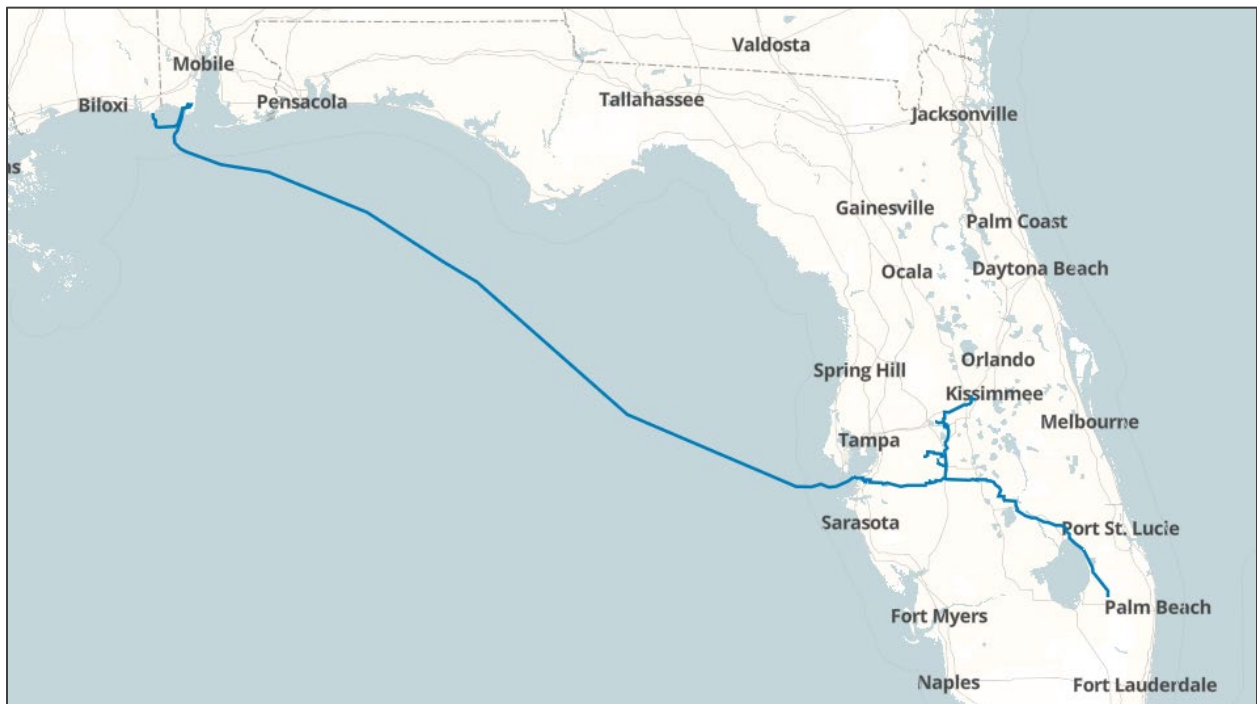 Valdosta
Mobile
Biloxi
Pensacola
Tallahassee
Jacksonville
ns
Gainesville
Palm Coast
Ocala
Daytona Beach
Orlando
Spring Hill
Kissimmee
Melbourne
Tampa
Sarasota
Port St. Lucie
Palm Beach
Fort Myers
Naples
Fort Lauderdale